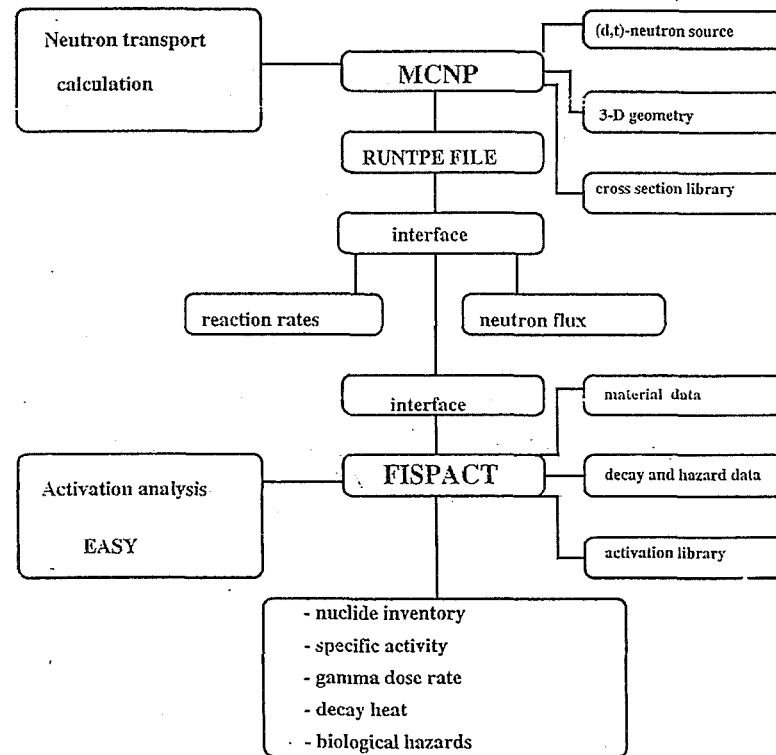 Neutron transport
calculation
MCNP
(d,t)-neutron source
3-D geometry
cross section library
RUNTPE FILE
interface
reaction rates
neutron flux
interface
material data
Activation analysis
EASY
FISPACT
decay and hazard data
activation library
- nuclide inventory
- specific activity
- gamma dose rate
- decay heat
- biological hazards